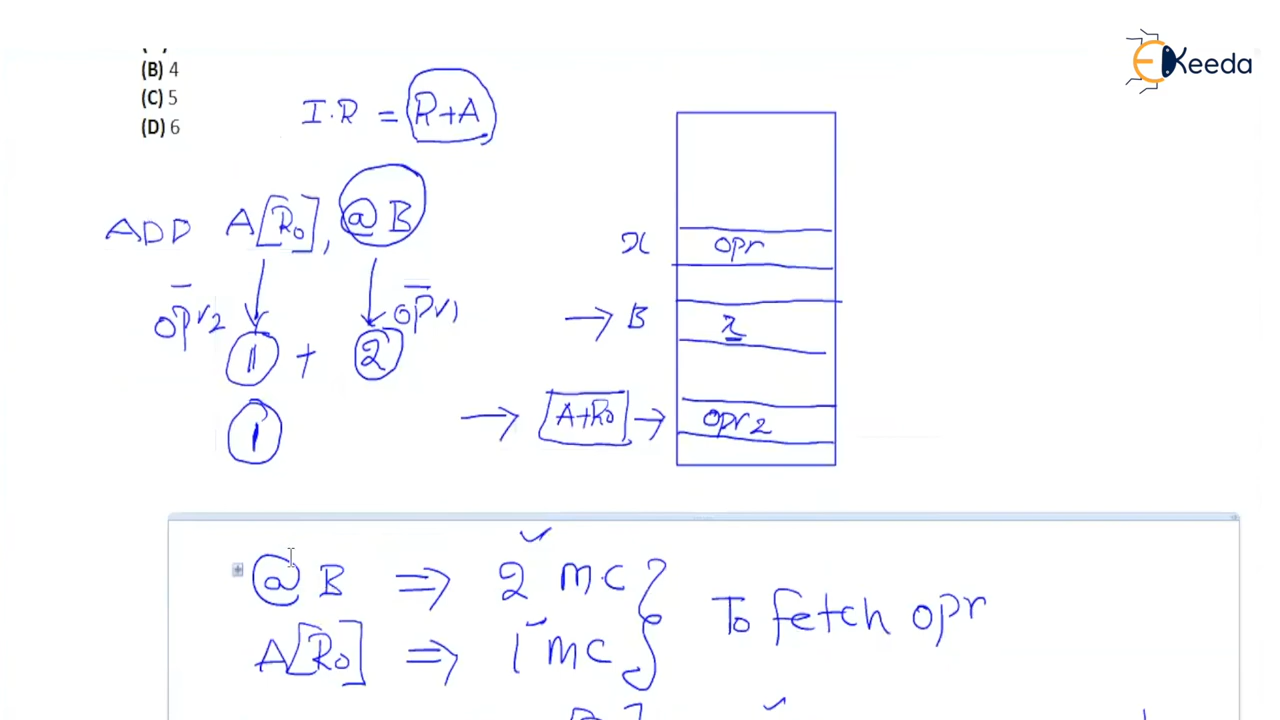 EKeeda
(B) 4
(C) 5
(D) 6
I.R = R+A
ADD A[R0], @B
opr2 opr1
1 + 2
1
x opr
→ B x
→ A+R0 → opr2
@ B ⇒ 2 mc } To fetch opr
A[R0] ⇒ 1 mc